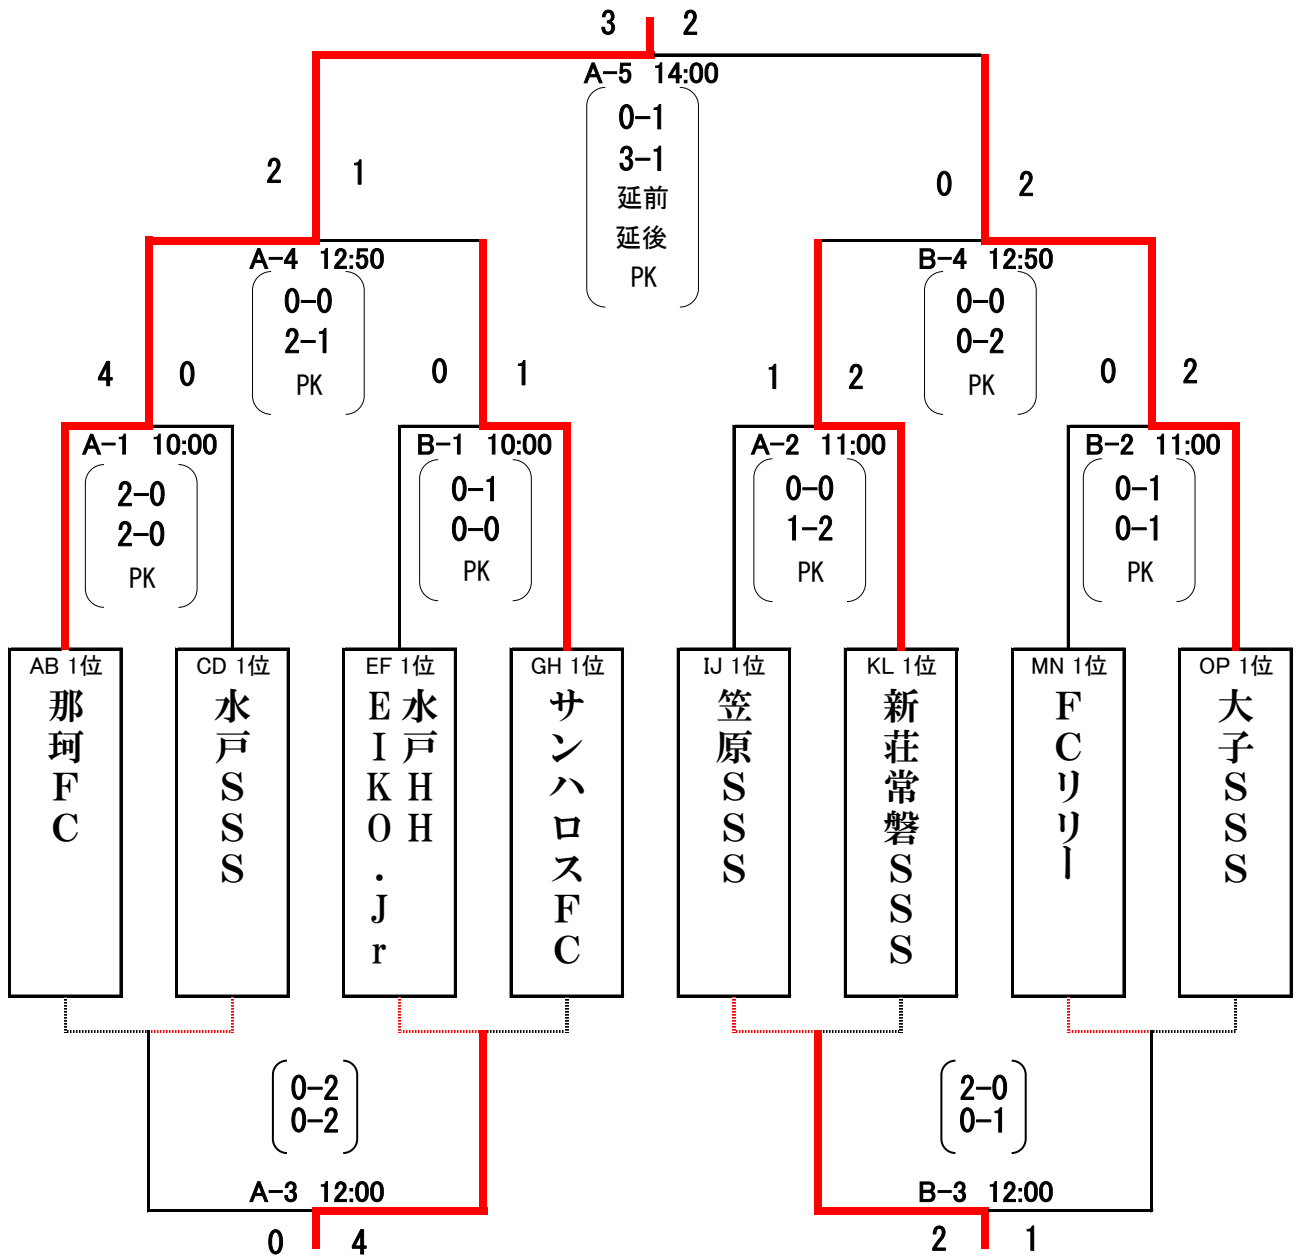 3 2
A-5 14:00
0-1
3-1
延前
延後
PK
2 1
0 2
A-4 12:50
0-0
2-1
PK
B-4 12:50
0-0
0-2
PK
4 0
0 1
1 2
0 2
A-1 10:00
2-0
2-0
PK
B-1 10:00
0-1
0-0
PK
A-2 11:00
0-0
1-2
PK
B-2 11:00
0-1
0-1
PK
AB 1位
那珂FC
CD 1位
水戸SSS
EF 1位
水戸HH
EIKO.Jr
GH 1位
サンハロスFC
IJ 1位
笠原SSS
KL 1位
新荘常磐SSS
MN 1位
FCリリー
OP 1位
大子SSS
0-2
0-2
A-3 12:00
0 4
2-0
0-1
B-3 12:00
2 1